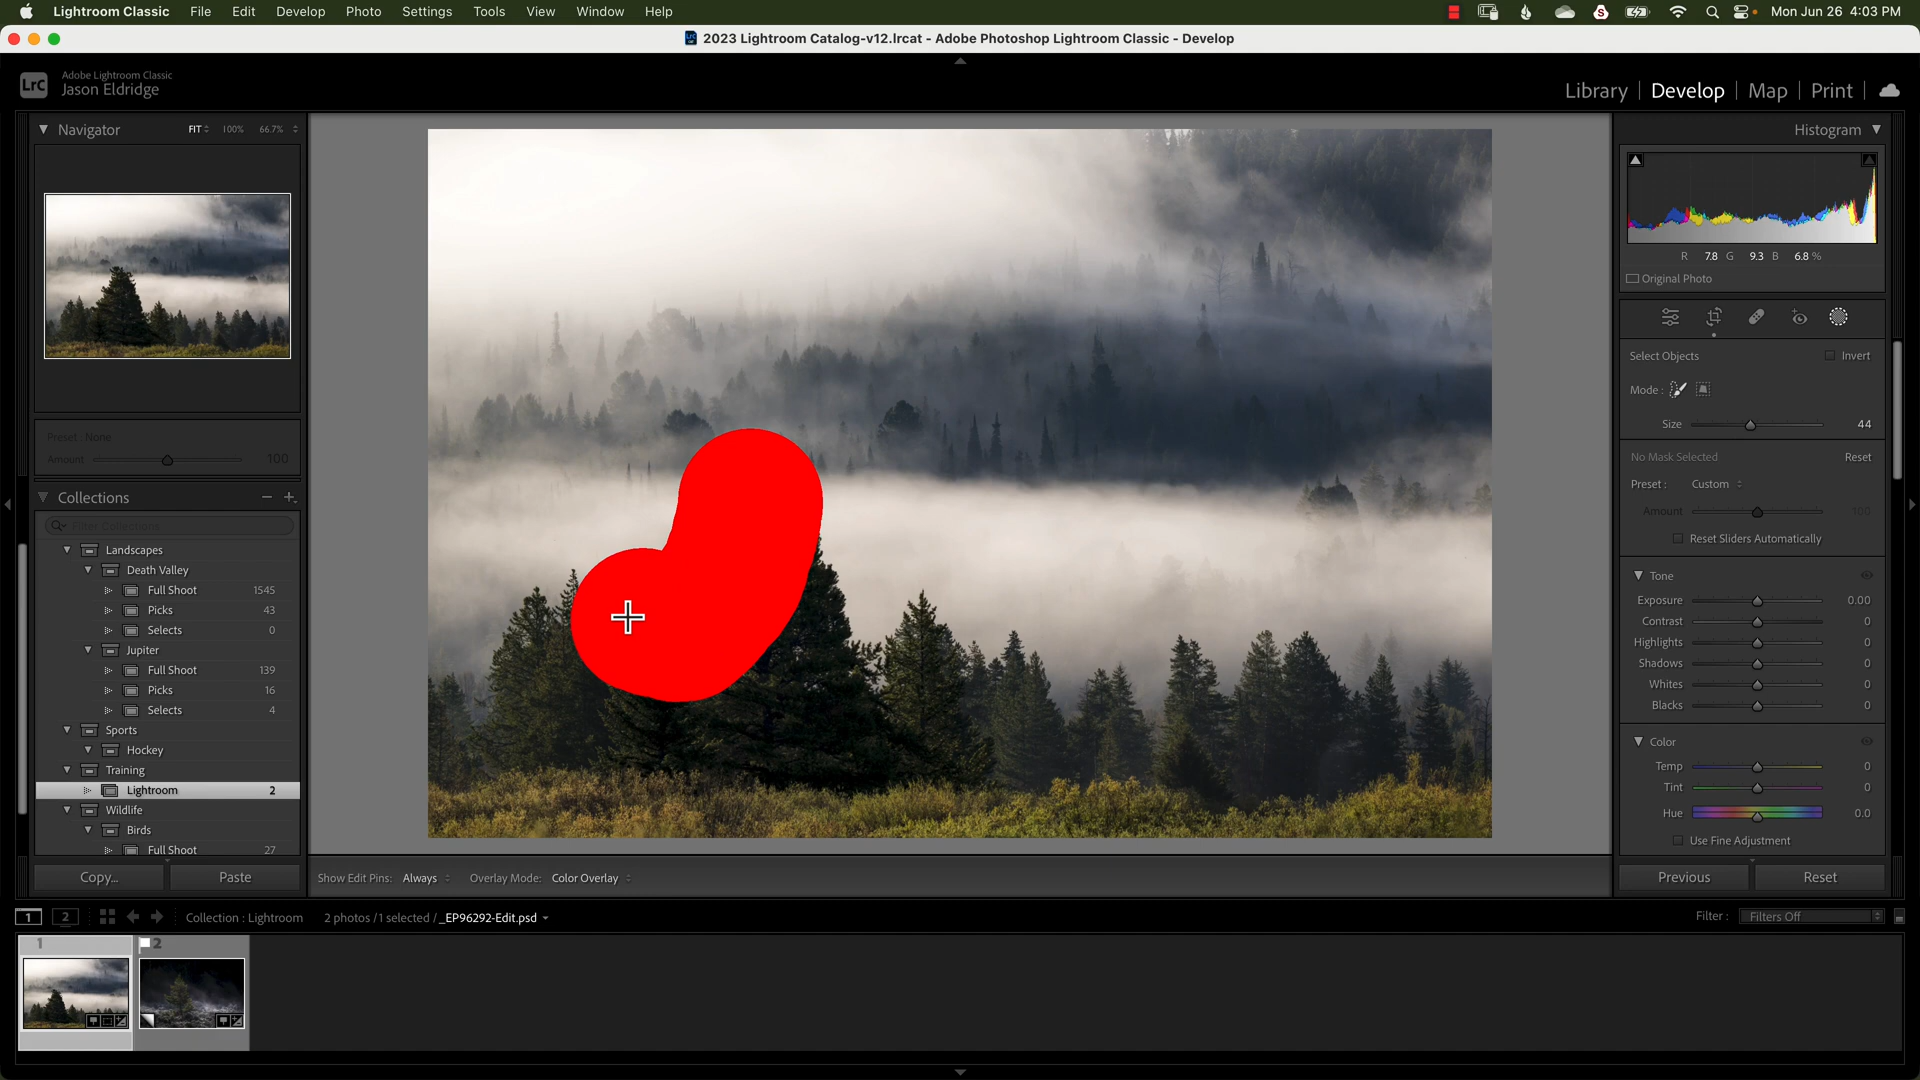 Lightroom Classic File Edit Develop Photo Settings Tools View Window Help Mon Jun 26 4:03 PM
2023 Lightroom Catalog-v12.lrcat - Adobe Photoshop Lightroom Classic - Develop
LrC Adobe Lightroom Classic
Jason Eldridge
Library | Develop | Map | Print |
Navigator FIT 100% 66.7%
Histogram
R 7.8 G 9.3 B 6.8 %
Original Photo
Select Objects Invert
Mode :
Size 44
No Mask Selected Reset
Preset : Custom
Amount 100
Reset Sliders Automatically
Tone
Exposure 0.00
Contrast 0
Highlights 0
Shadows 0
Whites 0
Blacks 0
Color
Temp 0
Tint 0
Hue 0.0
Use Fine Adjustment
Previous Reset
Preset : None
Amount 100
Collections
Filter Collections
Landscapes
Death Valley
Full Shoot 1545
Picks 43
Selects 0
Jupiter
Full Shoot 139
Picks 16
Selects 4
Sports
Hockey
Training
Lightroom 2
Wildlife
Birds
Full Shoot 27
Copy... Paste
Show Edit Pins: Always Overlay Mode: Color Overlay
1 2 Collection : Lightroom 2 photos / 1 selected / _EP96292-Edit.psd
Filter : Filters Off
1 2